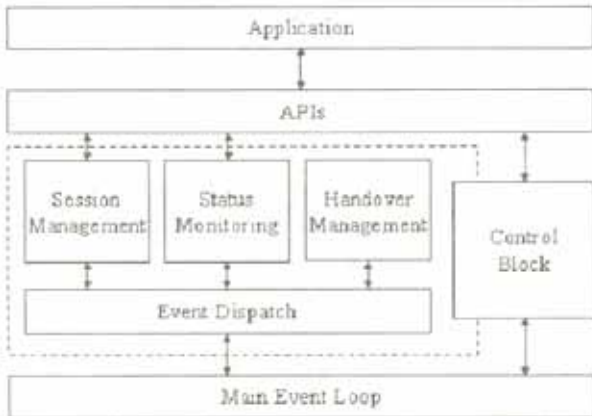 Application
APIs
Session
Management
Status
Monitoring
Handover
Management
Control
Block
Event Dispatch
Main Event Loop